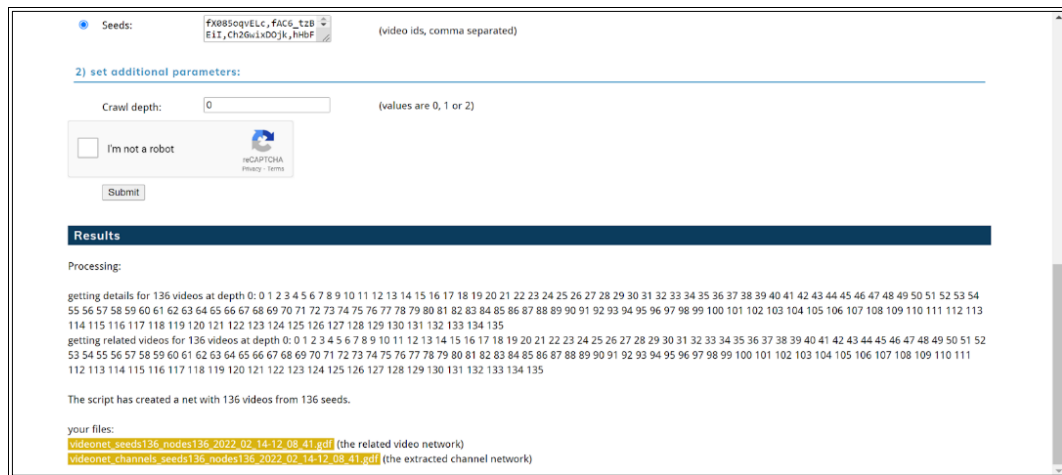 Seeds:
fX085oqvELc,fAC6_tzB
EiI,Ch2GwixDOjk,hHbF
(video ids, comma separated)
2) set additional parameters:
Crawl depth:
0
(values are 0, 1 or 2)
I'm not a robot
reCAPTCHA
Privacy - Terms
Submit
Results
Processing:
getting details for 136 videos at depth 0: 0 1 2 3 4 5 6 7 8 9 10 11 12 13 14 15 16 17 18 19 20 21 22 23 24 25 26 27 28 29 30 31 32 33 34 35 36 37 38 39 40 41 42 43 44 45 46 47 48 49 50 51 52 53 54
55 56 57 58 59 60 61 62 63 64 65 66 67 68 69 70 71 72 73 74 75 76 77 78 79 80 81 82 83 84 85 86 87 88 89 90 91 92 93 94 95 96 97 98 99 100 101 102 103 104 105 106 107 108 109 110 111 112 113
114 115 116 117 118 119 120 121 122 123 124 125 126 127 128 129 130 131 132 133 134 135
getting related videos for 136 videos at depth 0: 0 1 2 3 4 5 6 7 8 9 10 11 12 13 14 15 16 17 18 19 20 21 22 23 24 25 26 27 28 29 30 31 32 33 34 35 36 37 38 39 40 41 42 43 44 45 46 47 48 49 50 51 52
53 54 55 56 57 58 59 60 61 62 63 64 65 66 67 68 69 70 71 72 73 74 75 76 77 78 79 80 81 82 83 84 85 86 87 88 89 90 91 92 93 94 95 96 97 98 99 100 101 102 103 104 105 106 107 108 109 110 111
112 113 114 115 116 117 118 119 120 121 122 123 124 125 126 127 128 129 130 131 132 133 134 135
The script has created a net with 136 videos from 136 seeds.
your files:
videonet_seeds136_nodes136_2022_02_14-12_08_41.gdf (the related video network)
videonet_channels_seeds136_nodes136_2022_02_14-12_08_41.gdf (the extracted channel network)